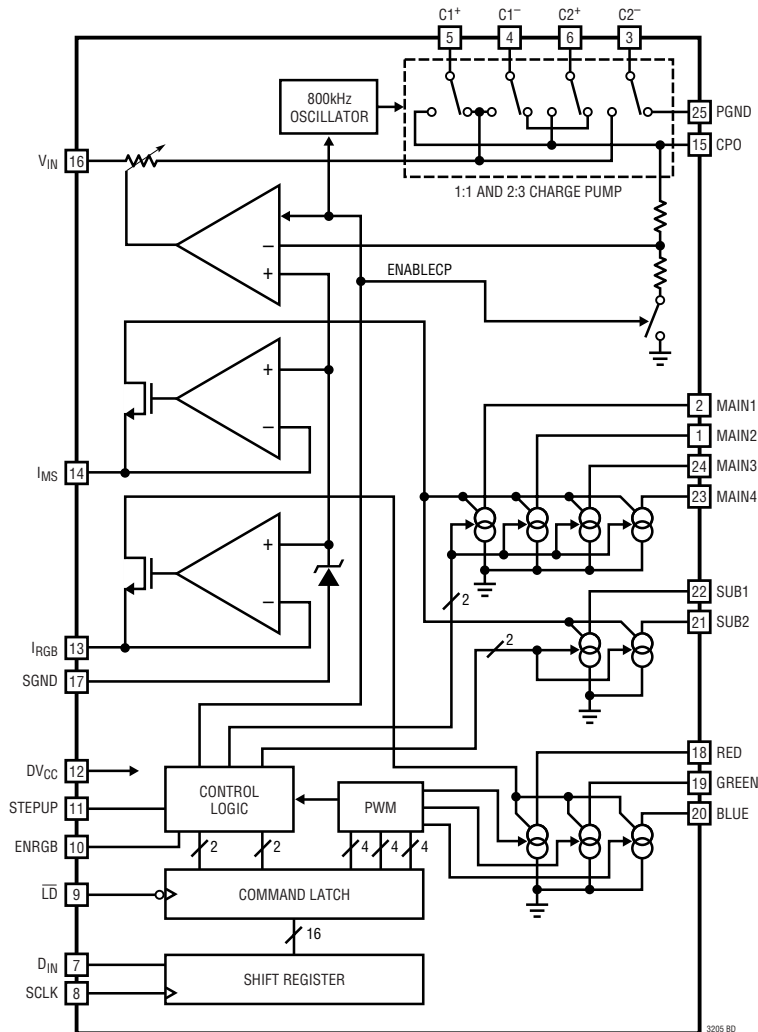 C1+ C1– C2+ C2–
5 4 6 3
800kHz
OSCILLATOR
25 PGND
15 CPO
VIN 16
1:1 AND 2:3 CHARGE PUMP
–
+
ENABLECP
+
–
IMS 14
2 MAIN1
1 MAIN2
24 MAIN3
23 MAIN4
2
+
–
IRGB 13
SGND 17
22 SUB1
21 SUB2
2
DVCC 12
STEPUP 11
ENRGB 10
CONTROL
LOGIC
PWM
18 RED
19 GREEN
20 BLUE
2 2 4 4 4
LD 9
COMMAND LATCH
16
DIN 7
SCLK 8
SHIFT REGISTER
3205 BD